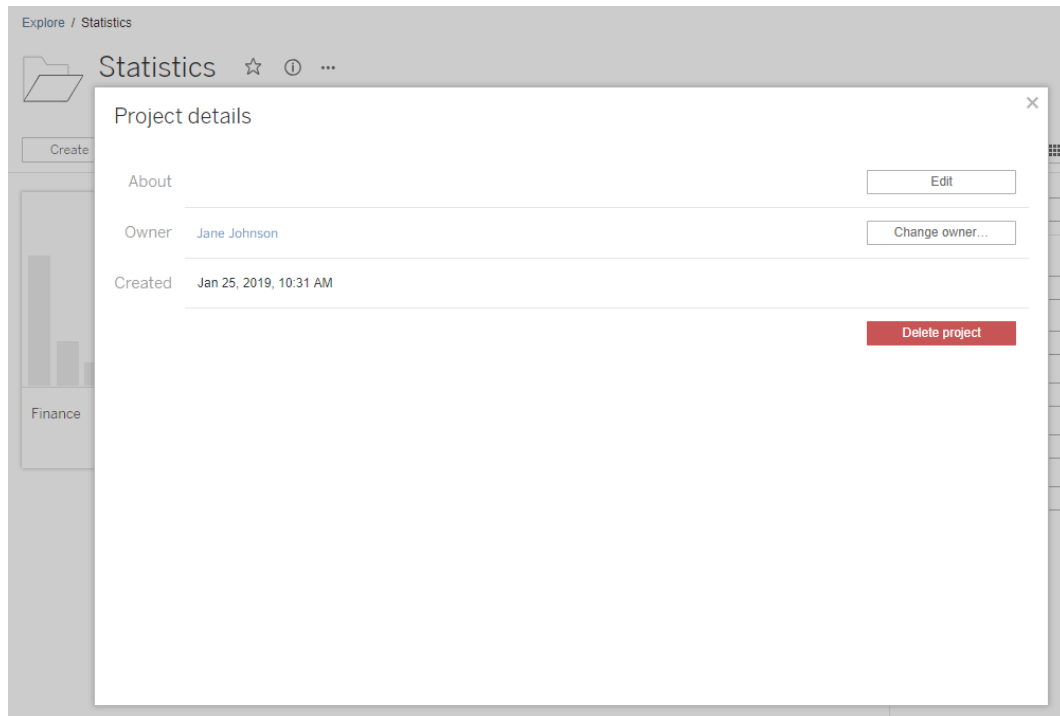 Explore / Statistics
Statistics
Project details
Create
About
Edit
Owner Jane Johnson
Change owner...
Created Jan 25, 2019, 10:31 AM
Delete project
Finance